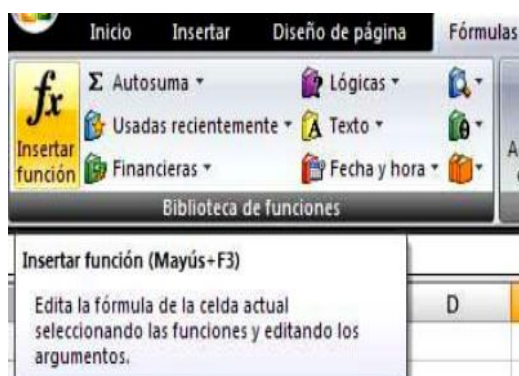 Inicio Insertar Diseño de página Fórmulas
fx Insertar función
Σ Autosuma
Usadas recientemente
Financieras
Lógicas
Texto
Fecha y hora
Biblioteca de funciones
Insertar función (Mayús+F3)
Edita la fórmula de la celda actual
seleccionando las funciones y editando los
argumentos.
D